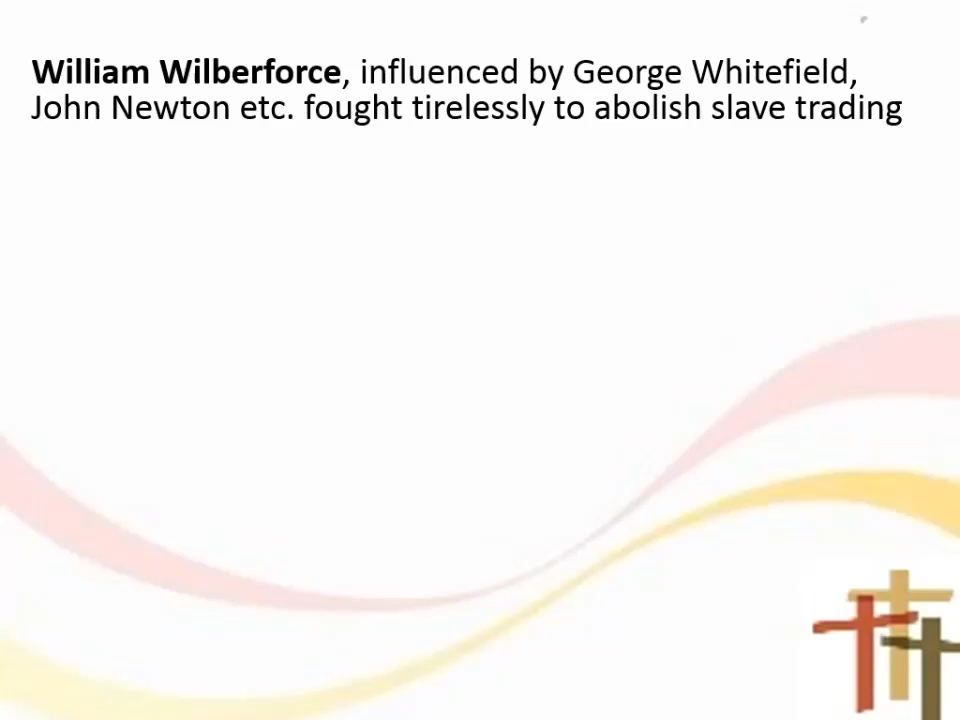 William Wilberforce, influenced by George Whitefield,
John Newton etc. fought tirelessly to abolish slave trading